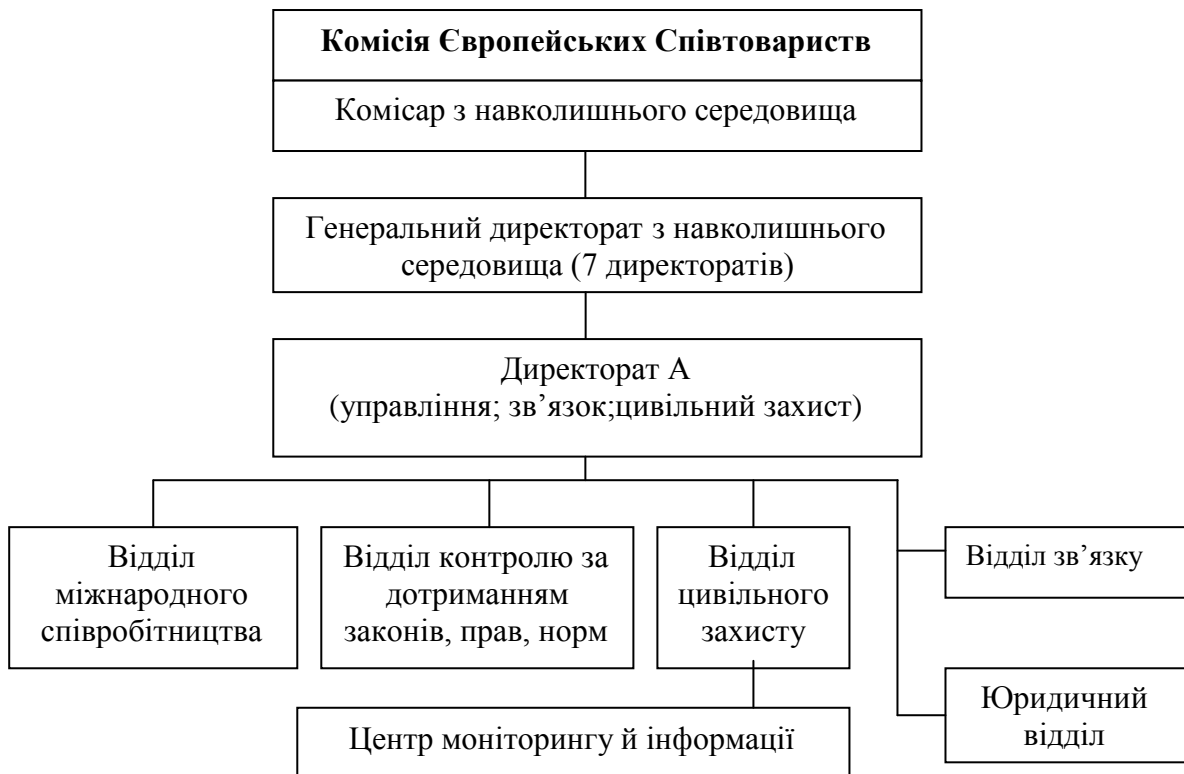 Комісія Європейських Співтовариств
Комісар з навколишнього середовища
Генеральний директорат з навколишнього
середовища (7 директоратів)
Директорат А
(управління; зв’язок;цивільний захист)
Відділ
міжнародного
співробітництва
Відділ контролю за
дотриманням
законів, прав, норм
Відділ
цивільного
захисту
Відділ зв’язку
Юридичний
відділ
Центр моніторингу й інформації